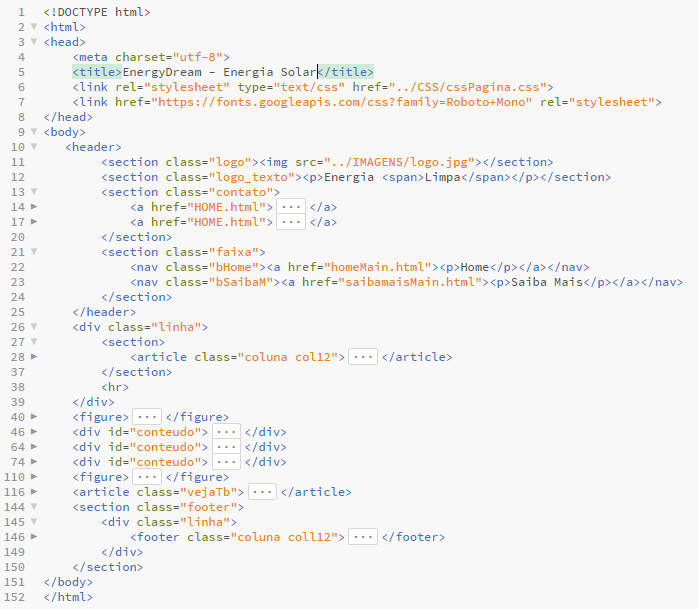 1 <!DOCTYPE html>
2 <html>
3 <head>
4 <meta charset="utf-8">
5 <title>EnergyDream - Energia Solar</title>
6 <link rel="stylesheet" type="text/css" href="../CSS/cssPagina.css">
7 <link href="https://fonts.googleapis.com/css?family=Roboto+Mono" rel="stylesheet">
8 </head>
9 <body>
10 <header>
11 <section class="logo"><img src="../IMAGENS/logo.jpg"></section>
12 <section class="logo_texto"><p>Energia <span>Limpa</span></p></section>
13 <section class="contato">
14 <a href="HOME.html"> ... </a>
17 <a href="HOME.html"> ... </a>
20 </section>
21 <section class="faixa">
22 <nav class="bHome"><a href="homeMain.html"><p>Home</p></a></nav>
23 <nav class="bSaibaM"><a href="saibamaisMain.html"><p>Saiba Mais</p></a></nav>
24 </section>
25 </header>
26 <div class="linha">
27 <section>
28 <article class="coluna col12"> ... </article>
37 </section>
38 <hr>
39 </div>
40 <figure> ... </figure>
46 <div id="conteudo"> ... </div>
64 <div id="conteudo"> ... </div>
74 <div id="conteudo"> ... </div>
110 <figure> ... </figure>
116 <article class="vejaTb"> ... </article>
144 <section class="footer">
145 <div class="linha">
146 <footer class="coluna coll12"> ... </footer>
149 </div>
150 </section>
151 </body>
152 </html>